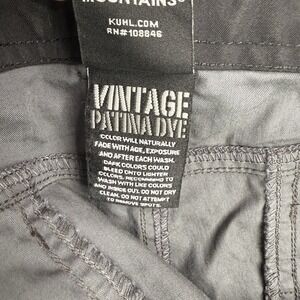 MOUNTAINS®
KUHL.COM
RN#108846
VINTAGE
PATINA DYE
COLOR WILL NATURALLY
FADE WITH AGE, EXPOSURE
AND AFTER EACH WASH.
DARK COLORS COULD
BLEED ONTO LIGHTER
COLORS. RECOMMEND TO
WASH WITH LIKE COLORS
AND INSIDE OUT. DO NOT DRY
CLEAN. DO NOT ATTEMPT
TO REMOVE SPOTS.